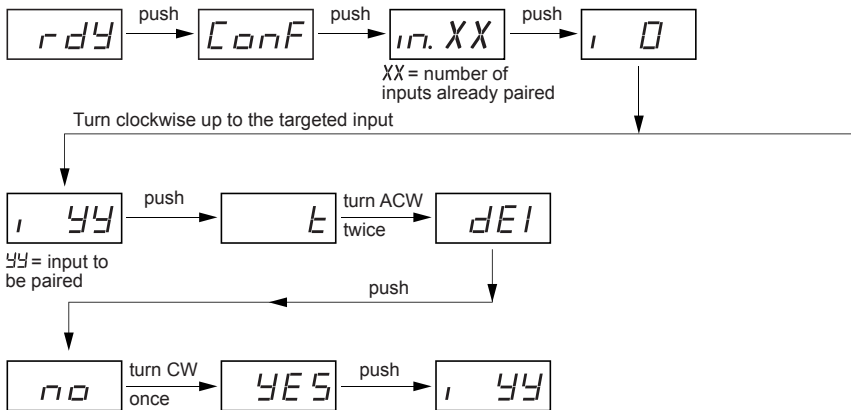 push push push
rdY ConF in. XX i 0
XX = number of
inputs already paired
Turn clockwise up to the targeted input
push turn ACW
i YY t twice dEl
YY = input to
be paired
push
turn CW push
no once YES i YY